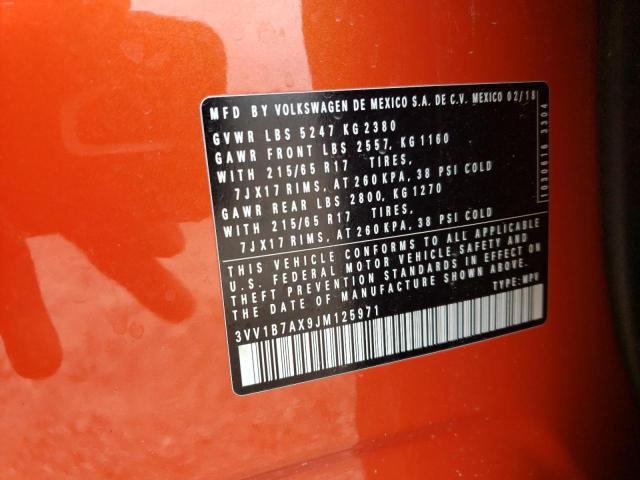 MFD BY VOLKSWAGEN DE MEXICO S.A. DE C.V. MEXICO 02/18
GVWR LBS 5247 KG 2380
GAWR FRONT LBS 2557, KG 1160
WITH 215/65 R17 TIRES,
7JX17 RIMS, AT 260 KPA, 38 PSI COLD
GAWR REAR LBS 2800, KG 1270
WITH 215/65 R17 TIRES,
7JX17 RIMS, AT 260 KPA, 38 PSI COLD
THIS VEHICLE CONFORMS TO ALL APPLICABLE
U.S. FEDERAL MOTOR VEHICLE SAFETY AND
THEFT PREVENTION STANDARDS IN EFFECT ON
THE DATE OF MANUFACTURE SHOWN ABOVE.
3VV1B7AX9JM125971 TYPE: MPV
1030616 3304